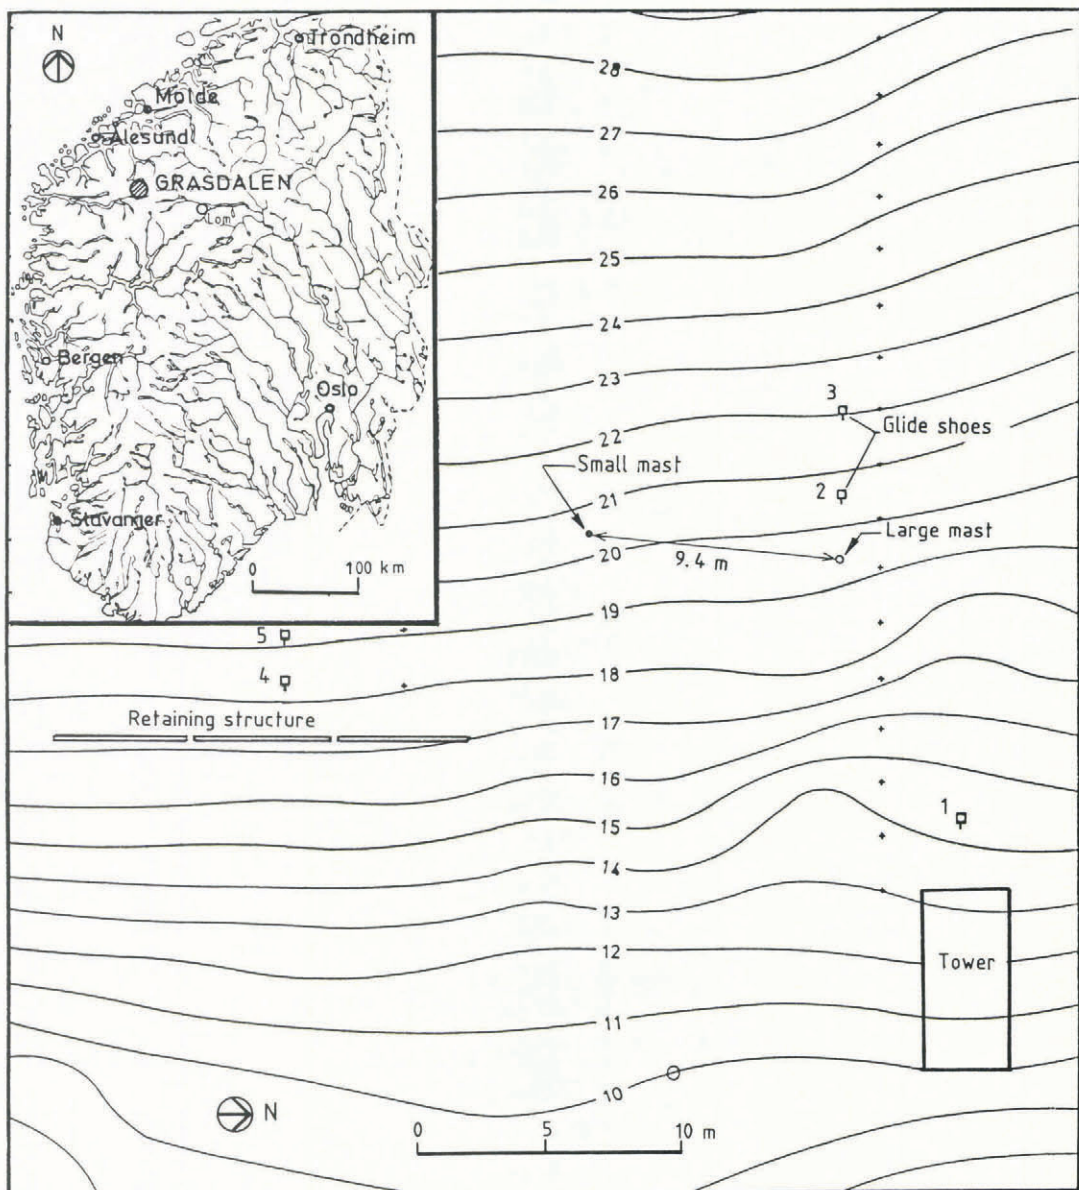 N
Trondheim
Molde
Ålesund
GRASDALEN
Lom
Bergen
Oslo
Stavanger
0 100 km
28
27
26
25
24
23
3
Glide shoes
22
Small mast
21
2
20
Large mast
9.4 m
19
5
18
4
Retaining structure
17
16
15
1
14
13
12
Tower
11
10
N
0 5 10 m